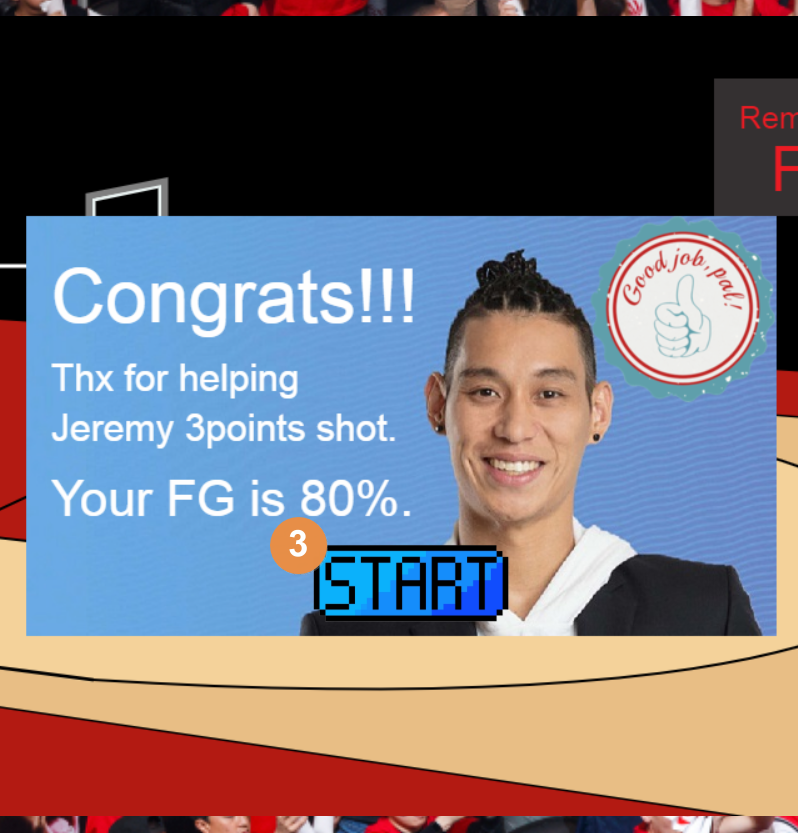 Rem
F
Congrats!!!
Good job, pal!
Thx for helping
Jeremy 3points shot.
Your FG is 80%.
3
START